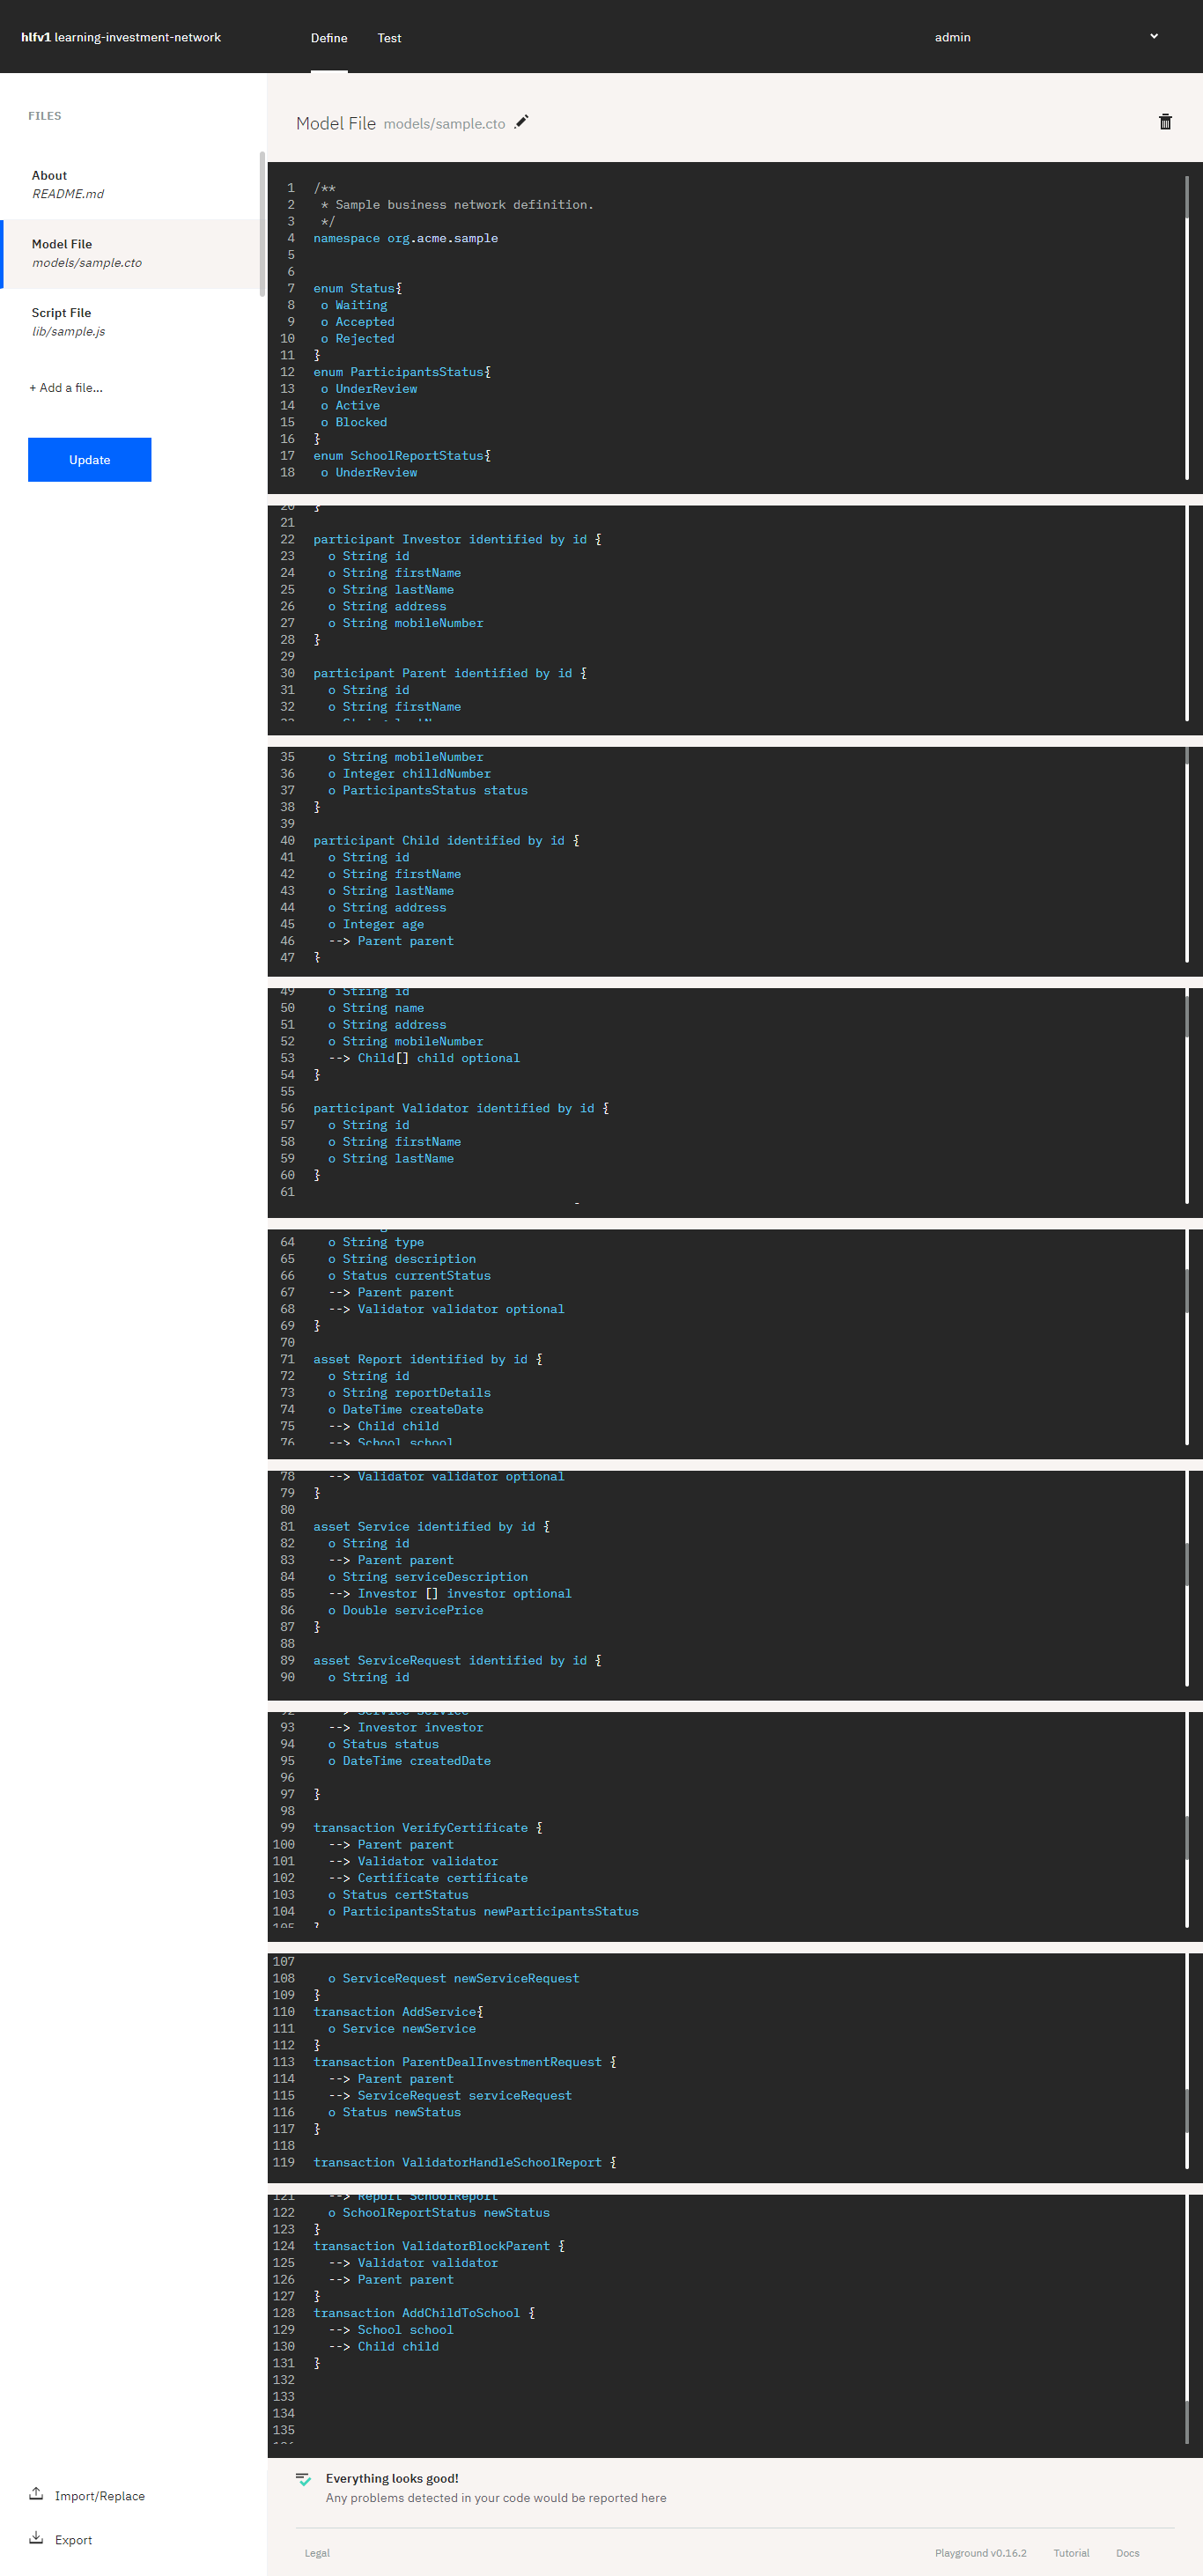 hlfv1 learning-investment-network Define Test admin
FILES
About
README.md
Model File
models/sample.cto
Script File
lib/sample.js
+ Add a file...
Update
Import/Replace
Export
Model File models/sample.cto
1 /**
2 * Sample business network definition.
3 */
4 namespace org.acme.sample
5
6
7 enum Status{
8 o Waiting
9 o Accepted
10 o Rejected
11 }
12 enum ParticipantsStatus{
13 o UnderReview
14 o Active
15 o Blocked
16 }
17 enum SchoolReportStatus{
18 o UnderReview
20 }
21
22 participant Investor identified by id {
23 o String id
24 o String firstName
25 o String lastName
26 o String address
27 o String mobileNumber
28 }
29
30 participant Parent identified by id {
31 o String id
32 o String firstName
35 o String mobileNumber
36 o Integer chilldNumber
37 o ParticipantsStatus status
38 }
39
40 participant Child identified by id {
41 o String id
42 o String firstName
43 o String lastName
44 o String address
45 o Integer age
46 --> Parent parent
47 }
49 o String id
50 o String name
51 o String address
52 o String mobileNumber
53 --> Child[] child optional
54 }
55
56 participant Validator identified by id {
57 o String id
58 o String firstName
59 o String lastName
60 }
61
64 o String type
65 o String description
66 o Status currentStatus
67 --> Parent parent
68 --> Validator validator optional
69 }
70
71 asset Report identified by id {
72 o String id
73 o String reportDetails
74 o DateTime createDate
75 --> Child child
76 --> School school
78 --> Validator validator optional
79 }
80
81 asset Service identified by id {
82 o String id
83 --> Parent parent
84 o String serviceDescription
85 --> Investor [] investor optional
86 o Double servicePrice
87 }
88
89 asset ServiceRequest identified by id {
90 o String id
92 --> Service service
93 --> Investor investor
94 o Status status
95 o DateTime createdDate
96
97 }
98
99 transaction VerifyCertificate {
100 --> Parent parent
101 --> Validator validator
102 --> Certificate certificate
103 o Status certStatus
104 o ParticipantsStatus newParticipantsStatus
105 }
107
108 o ServiceRequest newServiceRequest
109 }
110 transaction AddService{
111 o Service newService
112 }
113 transaction ParentDealInvestmentRequest {
114 --> Parent parent
115 --> ServiceRequest serviceRequest
116 o Status newStatus
117 }
118
119 transaction ValidatorHandleSchoolReport {
121 --> Report SchoolReport
122 o SchoolReportStatus newStatus
123 }
124 transaction ValidatorBlockParent {
125 --> Validator validator
126 --> Parent parent
127 }
128 transaction AddChildToSchool {
129 --> School school
130 --> Child child
131 }
132
133
134
135
Everything looks good!
Any problems detected in your code would be reported here
Legal Playground v0.16.2 Tutorial Docs